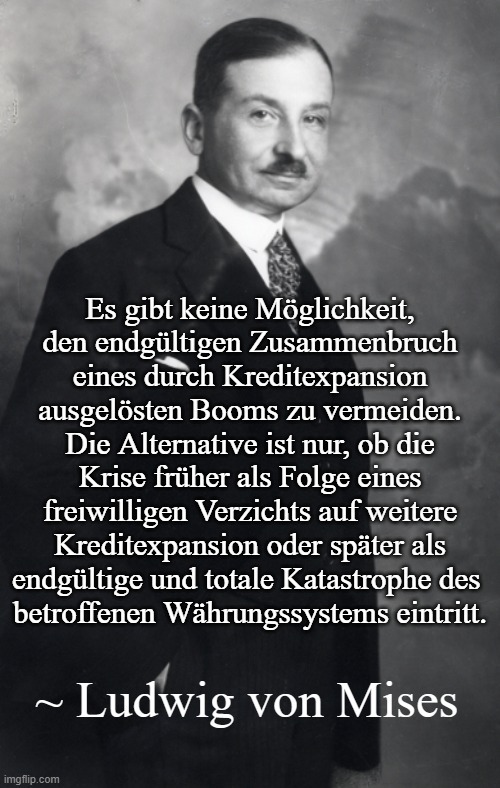 Es gibt keine Möglichkeit,
den endgültigen Zusammenbruch
eines durch Kreditexpansion
ausgelösten Booms zu vermeiden.
Die Alternative ist nur, ob die
Krise früher als Folge eines
freiwilligen Verzichts auf weitere
Kreditexpansion oder später als
endgültige und totale Katastrophe des
betroffenen Währungssystems eintritt.
~ Ludwig von Mises
imgflip.com